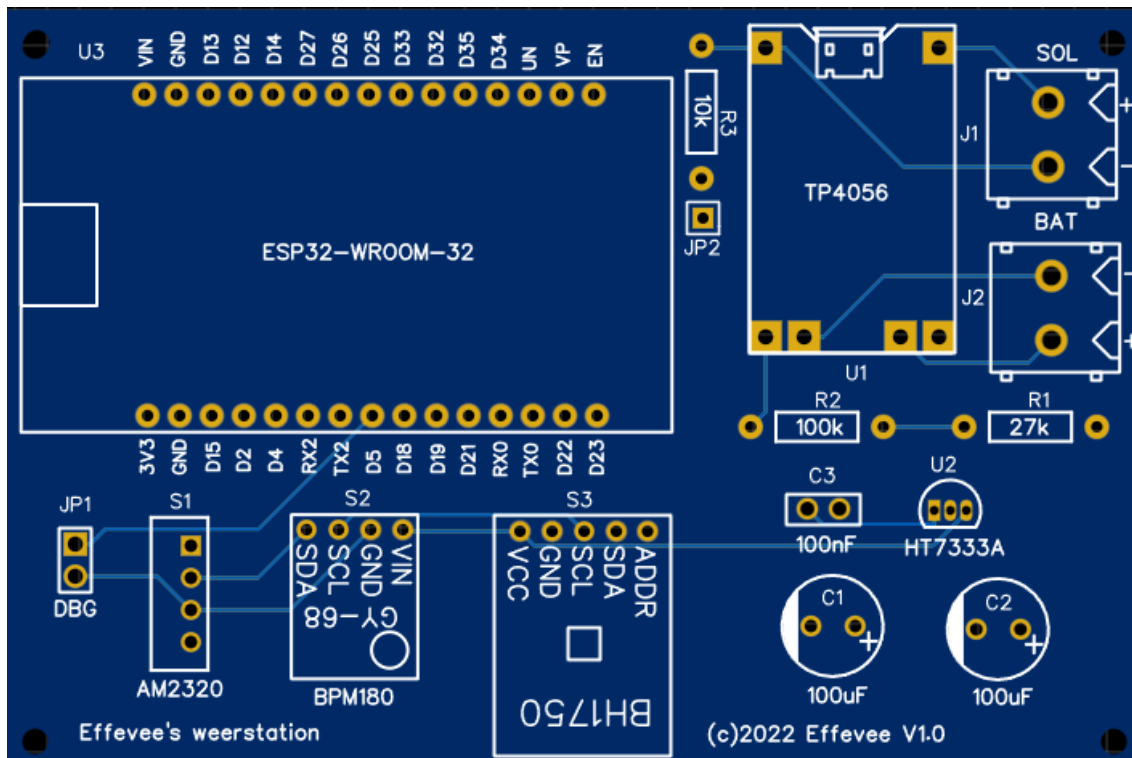 U3
VIN GND D13 D12 D14 D27 D26 D25 D33 D32 D35 D34 UN VP EN
10k
R3
JP2
SOL
+
J1
-
TP4056
BAT
-
J2
+
U1
ESP32-WROOM-32
3V3 GND D15 D2 D4 RX2 TX2 D5 D18 D19 D21 RX0 TX0 D22 D23
R2
100k
R1
27k
JP1
DBG
S1
AM2320
S2
SDA SCL GND VIN
GY-68
BPM180
S3
VCC GND SCL SDA ADDR
BH1750
C3
100nF
U2
HT7333A
C1
+
100uF
C2
+
100uF
Effevee's weerstation
(c)2022 Effevee V1.0